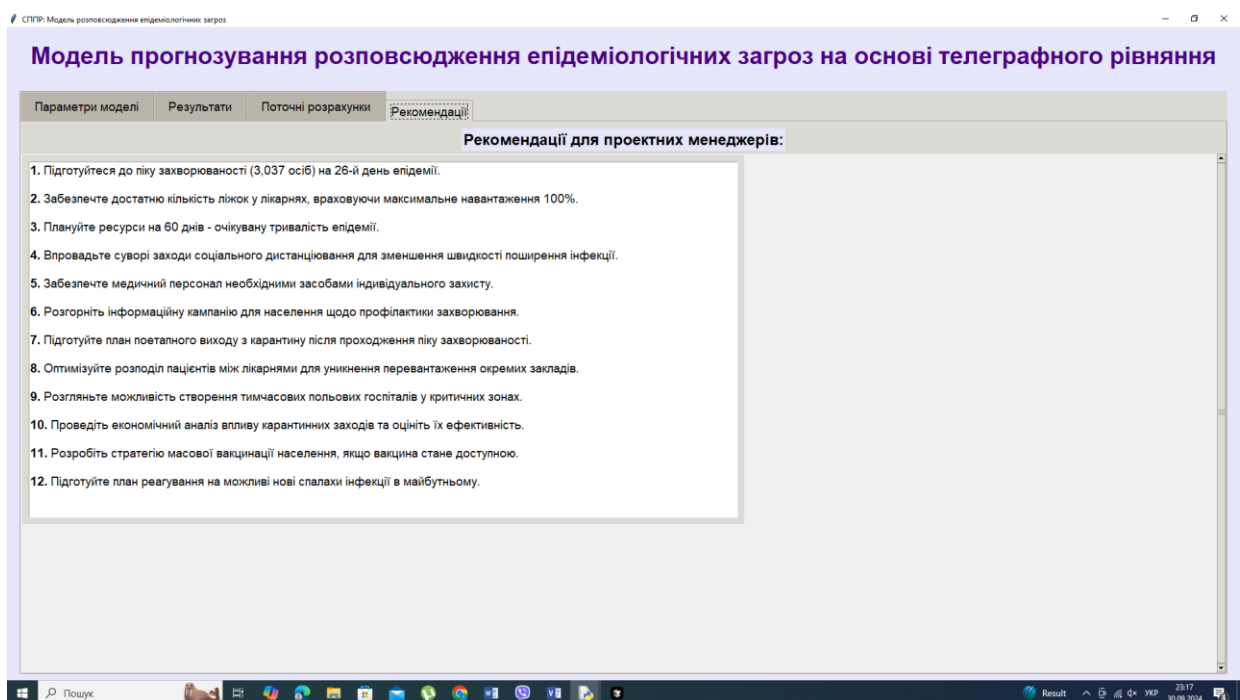 СППР: Модель розповсюдження епідеміологічних загроз
Модель прогнозування розповсюдження епідеміологічних загроз на основі телеграфного рівняння
Параметри моделі Результати Поточні розрахунки Рекомендації
Рекомендації для проектних менеджерів:
1. Підготуйтеся до піку захворюваності (3,037 осіб) на 26-й день епідемії.
2. Забезпечте достатню кількість ліжок у лікарнях, враховуючи максимальне навантаження 100%.
3. Плануйте ресурси на 60 днів - очікувану тривалість епідемії.
4. Впровадьте суворі заходи соціального дистанціювання для зменшення швидкості поширення інфекції.
5. Забезпечте медичний персонал необхідними засобами індивідуального захисту.
6. Розгорніть інформаційну кампанію для населення щодо профілактики захворювання.
7. Підготуйте план поетапного виходу з карантину після проходження піку захворюваності.
8. Оптимізуйте розподіл пацієнтів між лікарнями для уникнення перевантаження окремих закладів.
9. Розгляньте можливість створення тимчасових польових госпіталів у критичних зонах.
10. Проведіть економічний аналіз впливу карантинних заходів та оцініть їх ефективність.
11. Розробіть стратегію масової вакцинації населення, якщо вакцина стане доступною.
12. Підготуйте план реагування на можливі нові спалахи інфекції в майбутньому.
Пошук
Result
УКР
23:17
30.09.2024